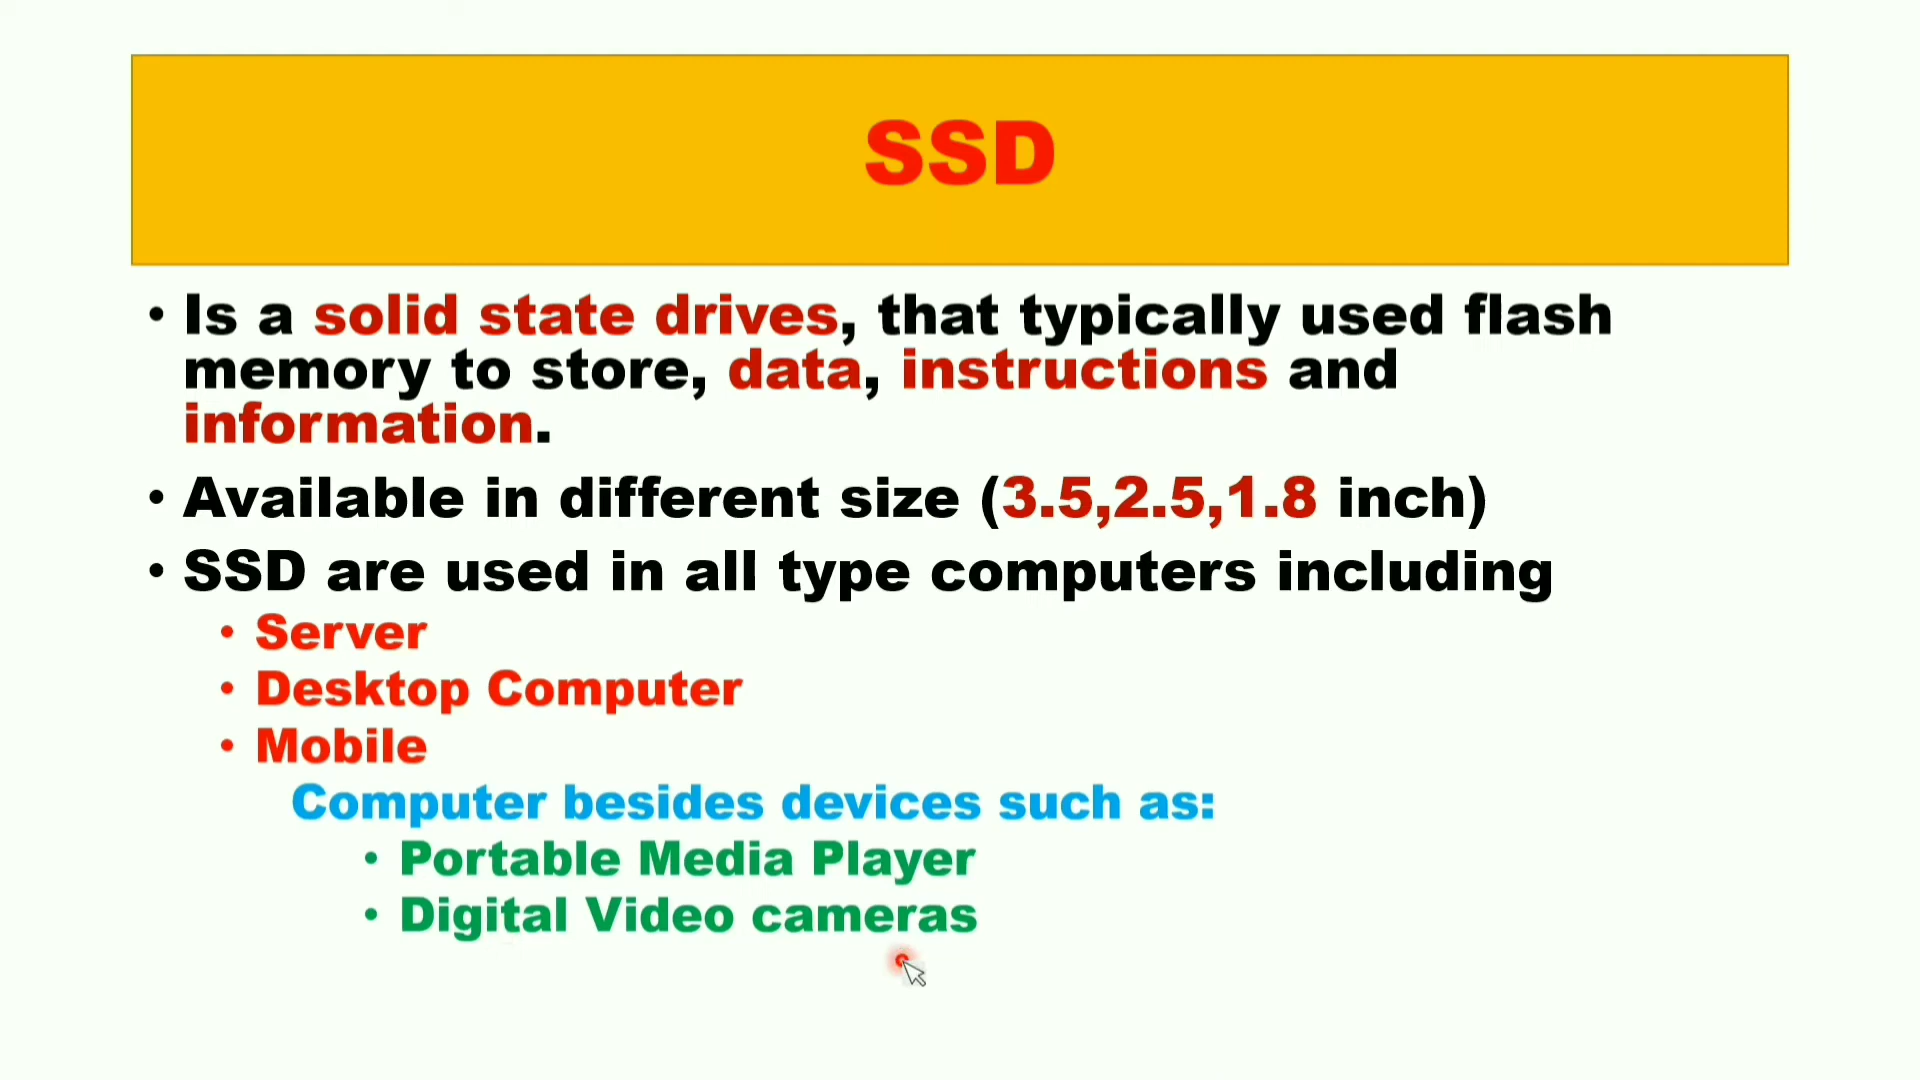 SSD
• Is a solid state drives, that typically used flash
memory to store, data, instructions and
information.
• Available in different size (3.5,2.5,1.8 inch)
• SSD are used in all type computers including
• Server
• Desktop Computer
• Mobile
Computer besides devices such as:
• Portable Media Player
• Digital Video cameras